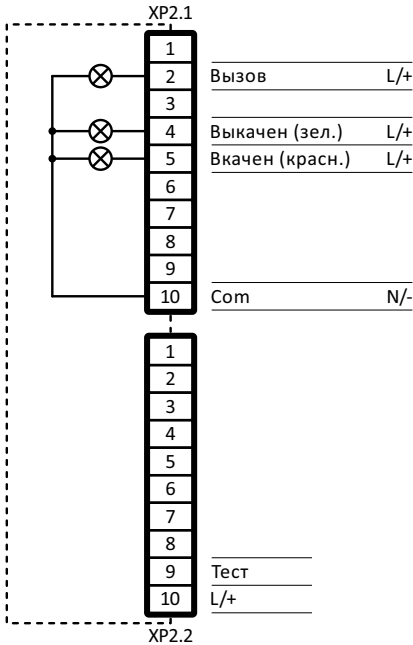 XP2.1
1
2 Вызов L/+
3
4 Выкачен (зел.) L/+
5 Вкачен (красн.) L/+
6
7
8
9
10 Com N/-
1
2
3
4
5
6
7
8
9 Тест
10 L/+
XP2.2